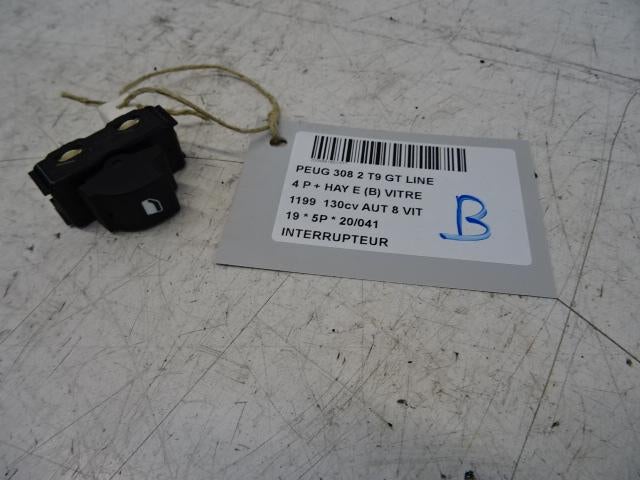 PEUG 308 2 T9 GT LINE
4 P + HAY E (B) VITRE
1199 130cv AUT 8 VIT
19 * 5P * 20/041
INTERRUPTEUR
B